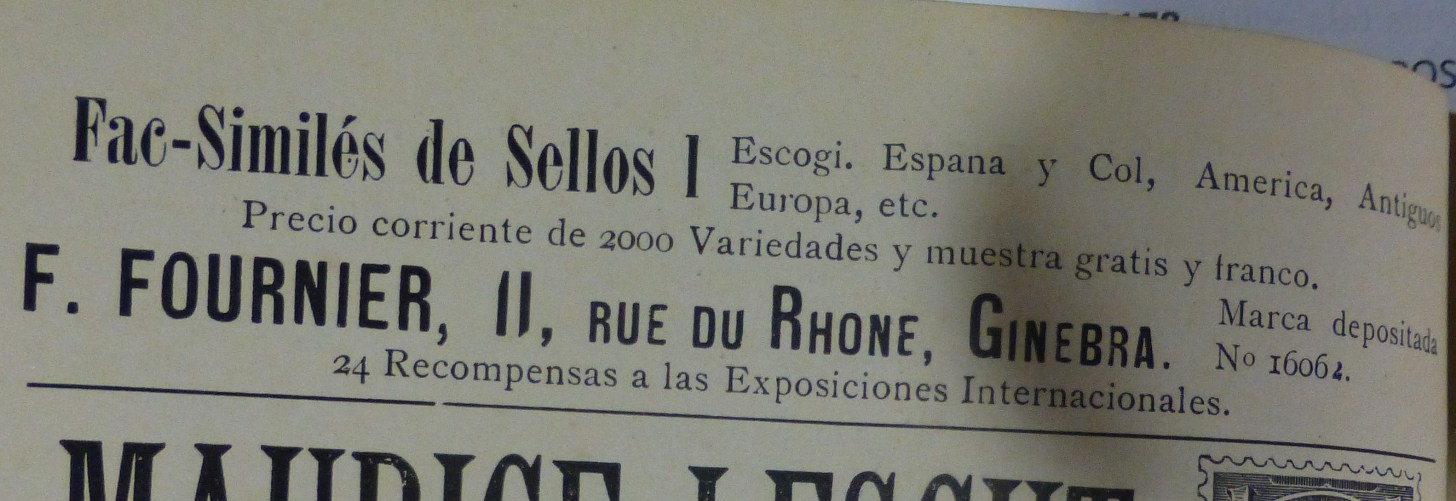 Fac-Similés de Sellos | Escogi. Espana y Col, America, Antiguos
Europa, etc.
Precio corriente de 2000 Variedades y muestra gratis y franco.
F. FOURNIER, 11, RUE DU RHONE, GINEBRA. Marca depositada
Nº 16062.
24 Recompensas a las Exposiciones Internacionales.
MAURICE